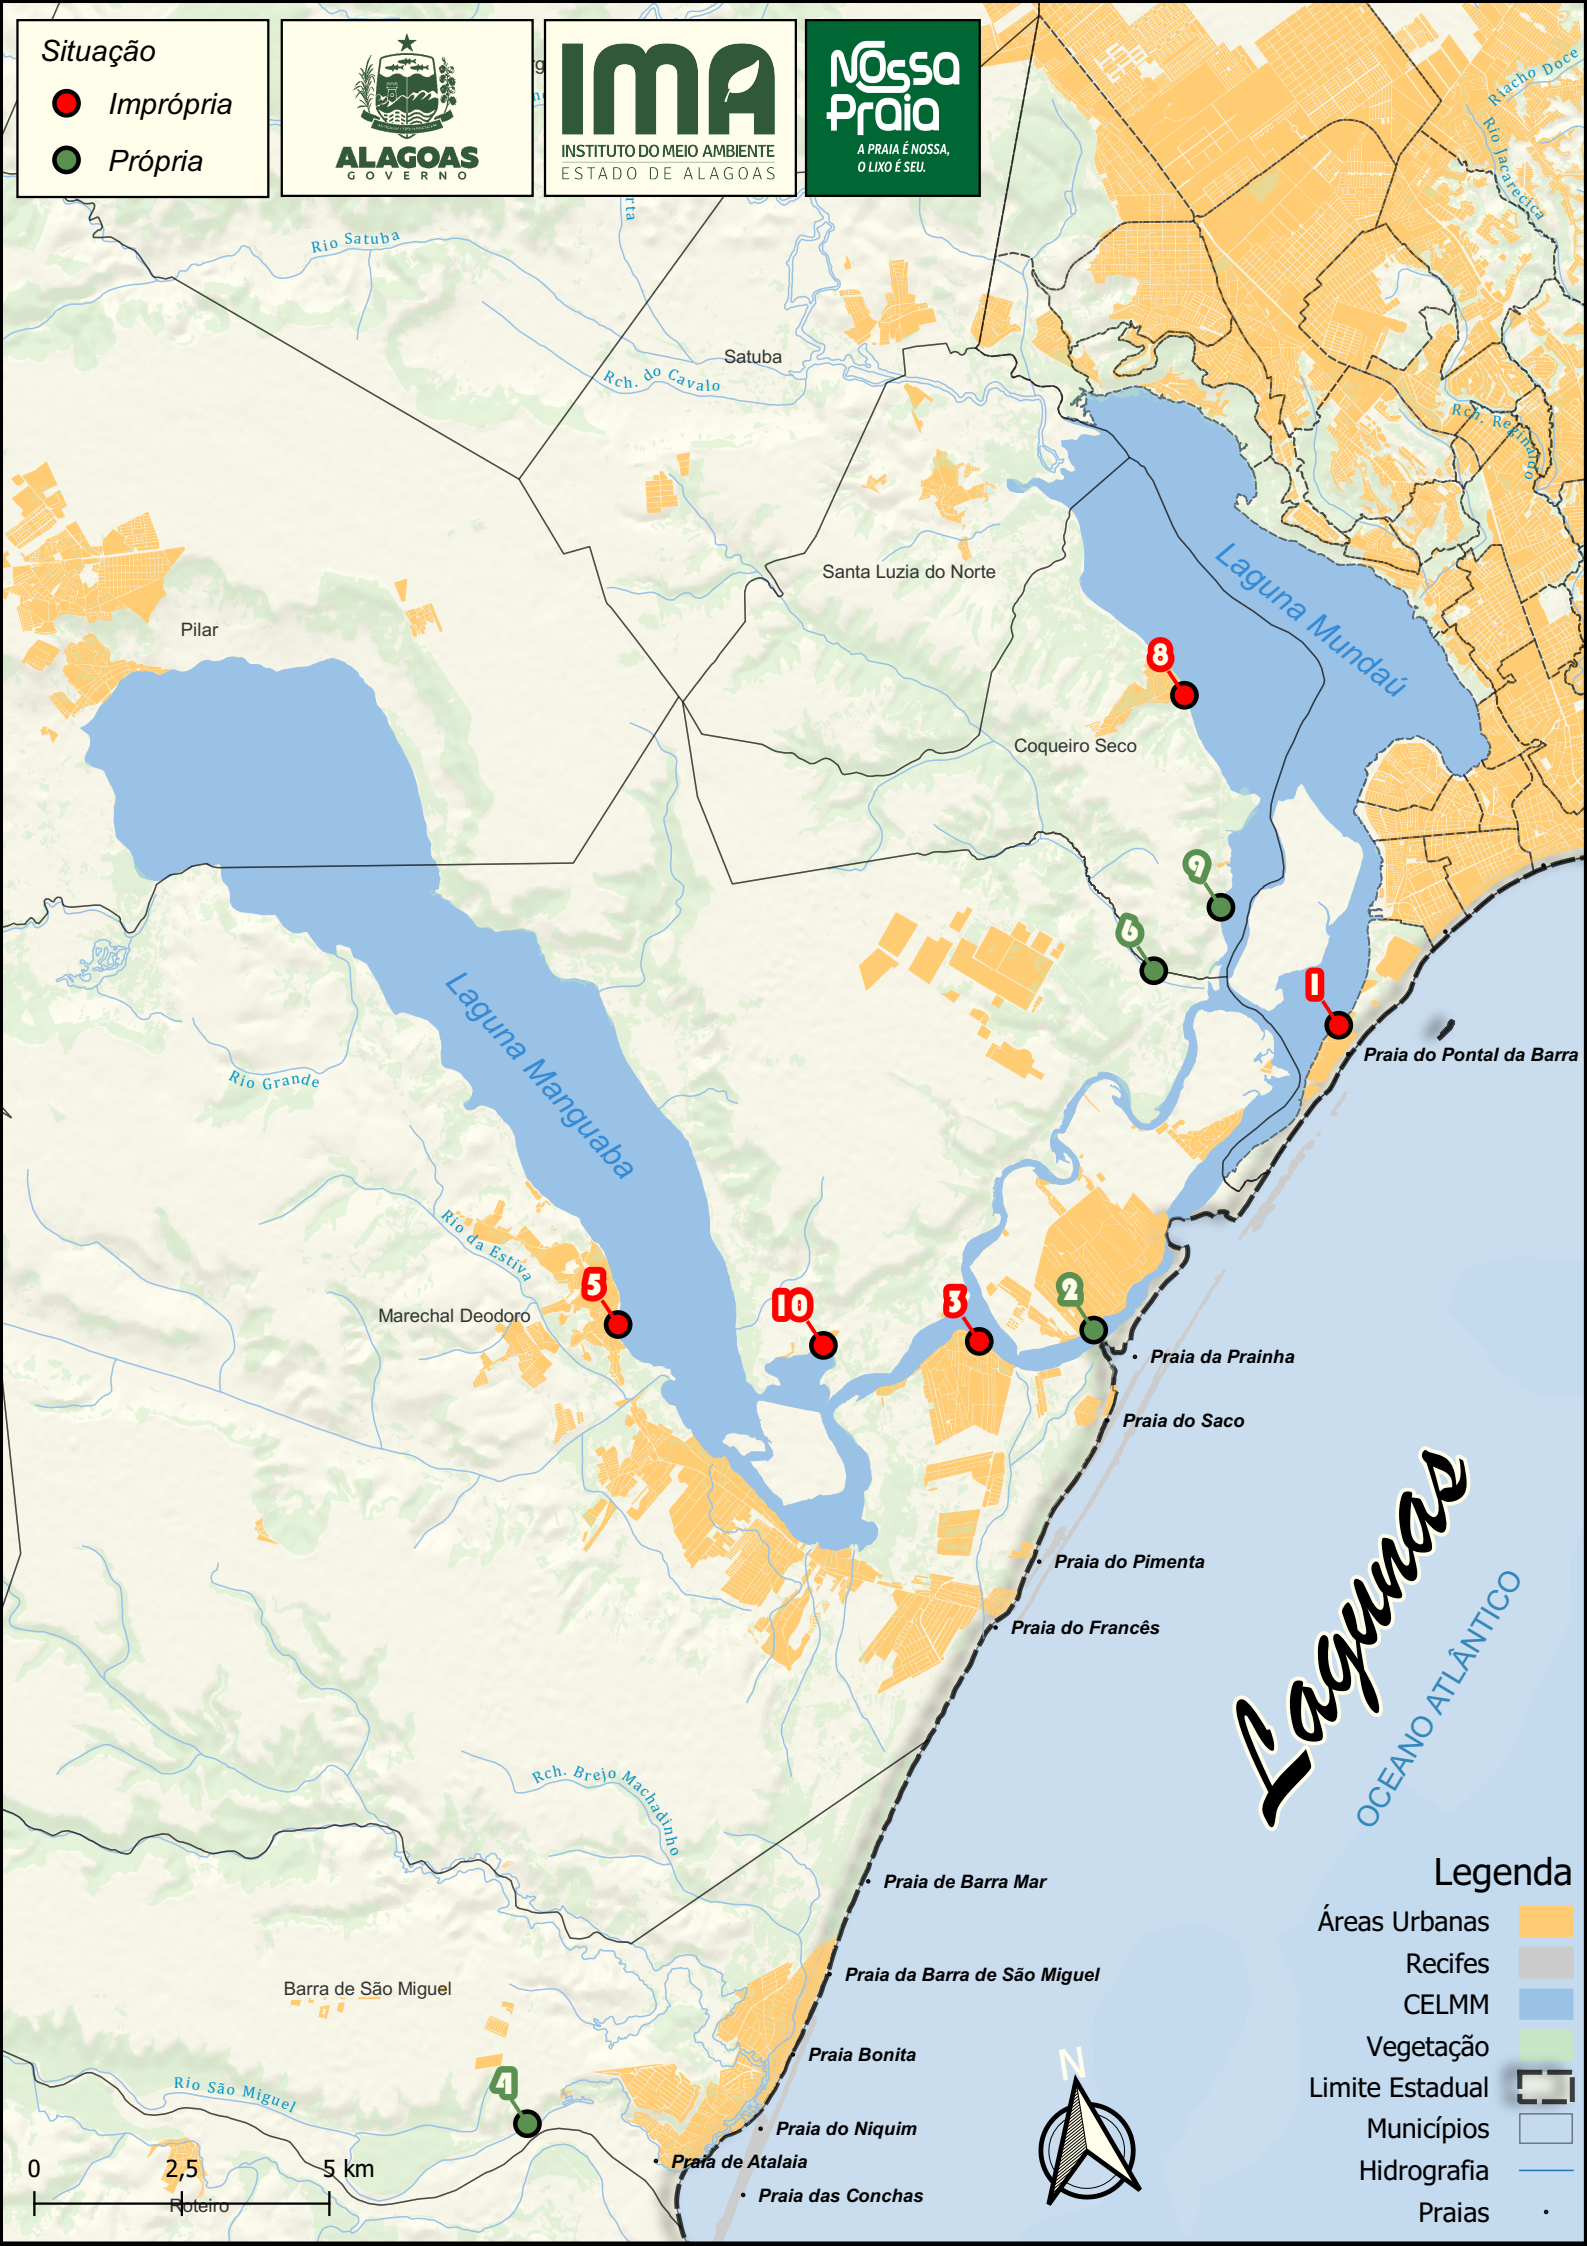 Situação
Imprópria
Própria
ALAGOAS
GOVERNO
IMA
INSTITUTO DO MEIO AMBIENTE
ESTADO DE ALAGOAS
Nossa
Praia
A PRAIA É NOSSA,
O LIXO É SEU.
Riacho Doce
Rio Jacarecica
Rio Satuba
Satuba
Rch. do Cavalo
Rch. Reginaldo
Santa Luzia do Norte
Laguna Mundaú
Pilar
8
Coqueiro Seco
9
6
1
Laguna Manguaba
Praia do Pontal da Barra
Rio Grande
Rio da Estiva
5
10
3
2
Marechal Deodoro
Praia da Prainha
Praia do Saco
Praia do Pimenta
Praia do Francês
Lagunas
OCEANO ATLÂNTICO
Rch. Brejo Machadinho
Praia de Barra Mar
Praia da Barra de São Miguel
Barra de São Miguel
Praia Bonita
Rio São Miguel
4
Praia do Niquim
Praia de Atalaia
Praia das Conchas
0 2,5 5 km
Roteiro
N
Legenda
Áreas Urbanas
Recifes
CELMM
Vegetação
Limite Estadual
Municípios
Hidrografia
Praias